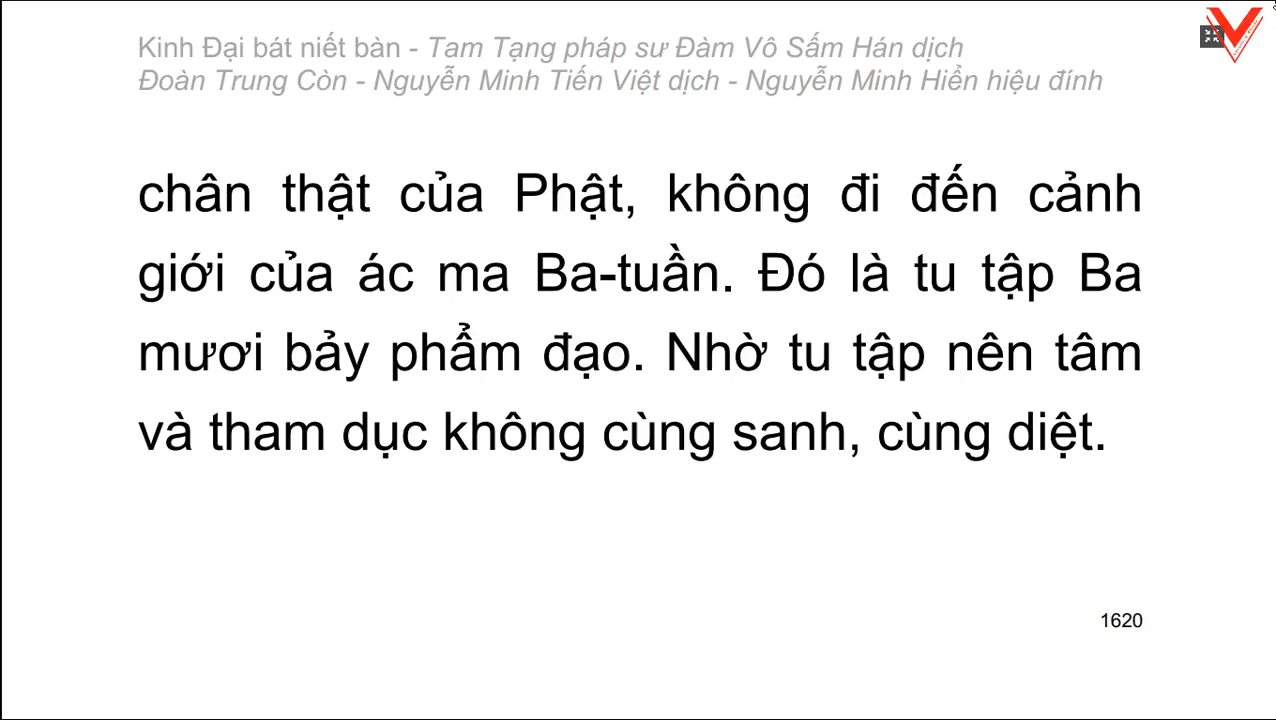 Kinh Đại bát niết bàn - Tam Tạng pháp sư Đàm Vô Sấm Hán dịch
Đoàn Trung Còn - Nguyễn Minh Tiến Việt dịch - Nguyễn Minh Hiển hiệu đính
chân thật của Phật, không đi đến cảnh
giới của ác ma Ba-tuần. Đó là tu tập Ba
mươi bảy phẩm đạo. Nhờ tu tập nên tâm
và tham dục không cùng sanh, cùng diệt.
1620